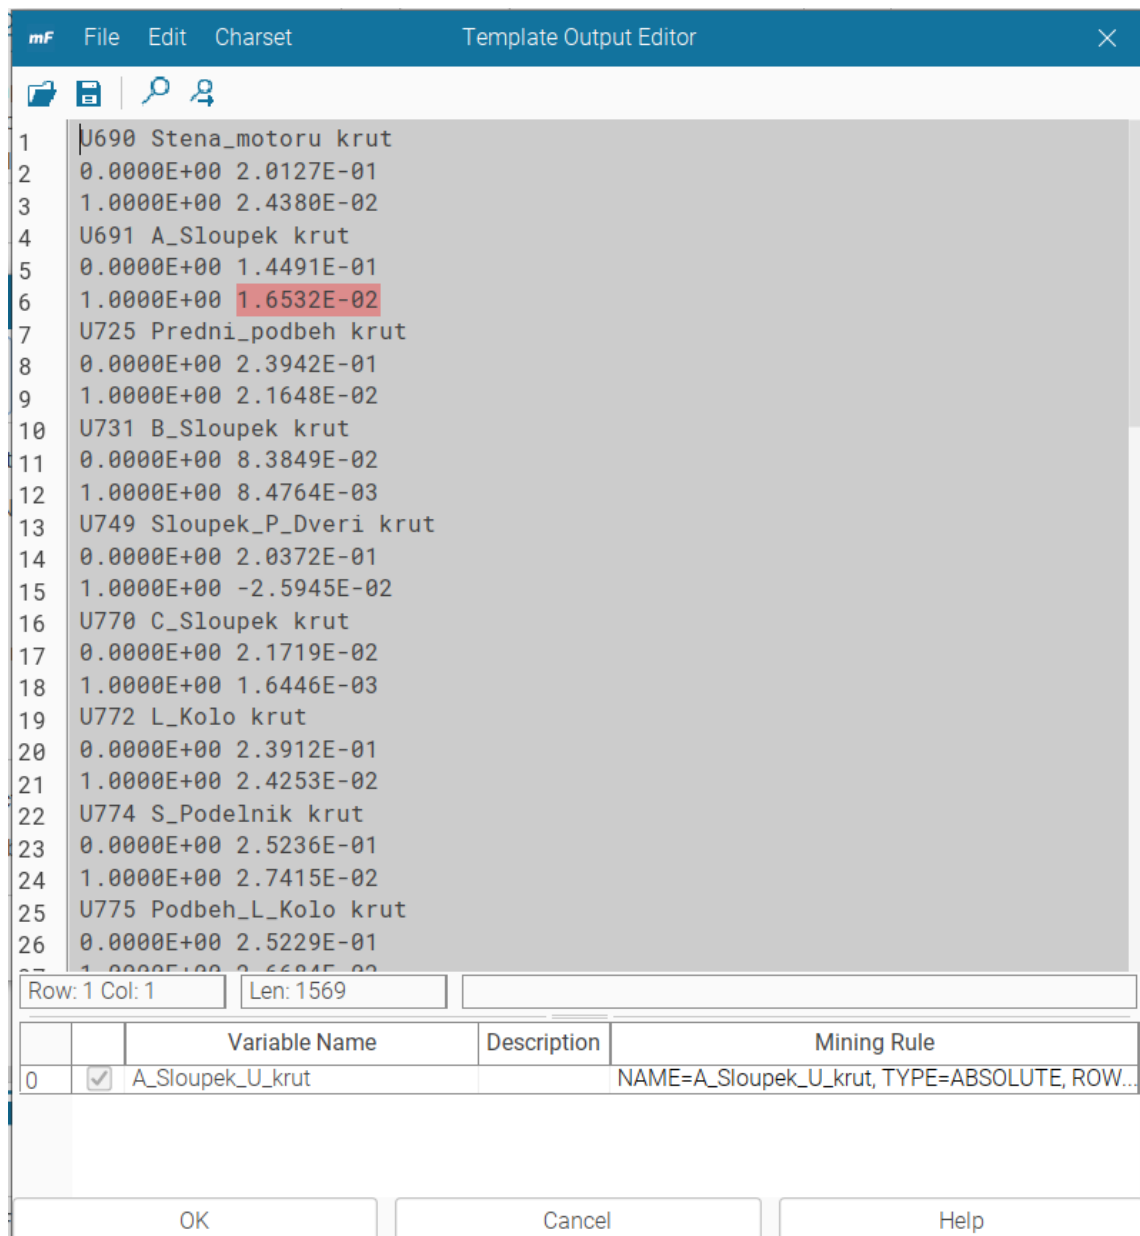 mF File Edit Charset Template Output Editor
1 U690 Stena_motoru krut
2 0.0000E+00 2.0127E-01
3 1.0000E+00 2.4380E-02
4 U691 A_Sloupek krut
5 0.0000E+00 1.4491E-01
6 1.0000E+00 1.6532E-02
7 U725 Predni_podbeh krut
8 0.0000E+00 2.3942E-01
9 1.0000E+00 2.1648E-02
10 U731 B_Sloupek krut
11 0.0000E+00 8.3849E-02
12 1.0000E+00 8.4764E-03
13 U749 Sloupek_P_Dveri krut
14 0.0000E+00 2.0372E-01
15 1.0000E+00 -2.5945E-02
16 U770 C_Sloupek krut
17 0.0000E+00 2.1719E-02
18 1.0000E+00 1.6446E-03
19 U772 L_Kolo krut
20 0.0000E+00 2.3912E-01
21 1.0000E+00 2.4253E-02
22 U774 S_Podelnik krut
23 0.0000E+00 2.5236E-01
24 1.0000E+00 2.7415E-02
25 U775 Podbeh_L_Kolo krut
26 0.0000E+00 2.5229E-01
Row: 1 Col: 1 Len: 1569
Variable Name Description Mining Rule
0 A_Sloupek_U_krut NAME=A_Sloupek_U_krut, TYPE=ABSOLUTE, ROW...
OK Cancel Help